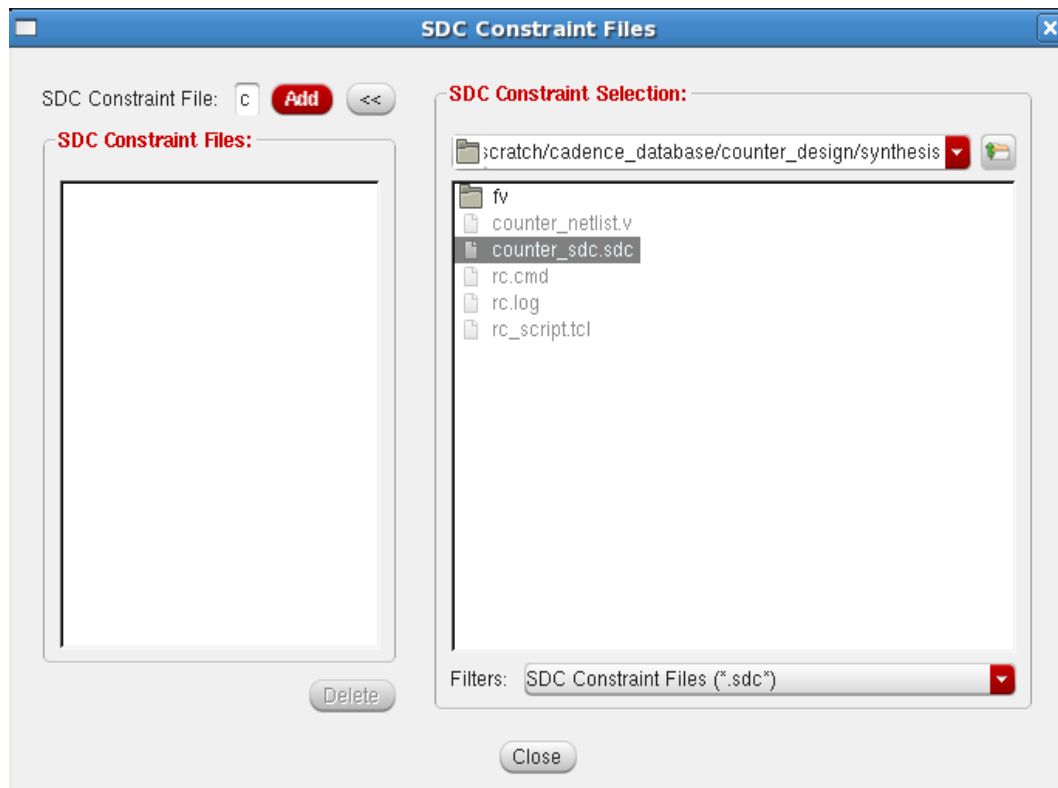 SDC Constraint Files
SDC Constraint File: c Add <<
SDC Constraint Files:
Delete
SDC Constraint Selection:
scratch/cadence_database/counter_design/synthesis
fv
counter_netlist.v
counter_sdc.sdc
rc.cmd
rc.log
rc_script.tcl
Filters: SDC Constraint Files (*.sdc*)
Close